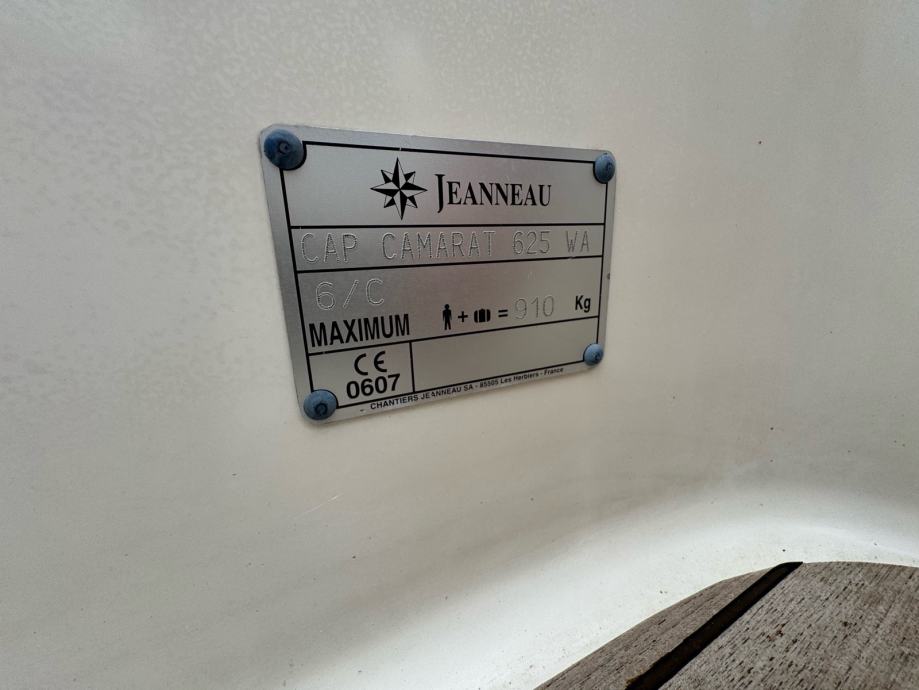 JEANNEAU
CAP CAMARAT 625 WA
6/C
MAXIMUM + = 910 Kg
CE
0607
CHANTIERS JEANNEAU SA - 85505 Les Herbiers - France